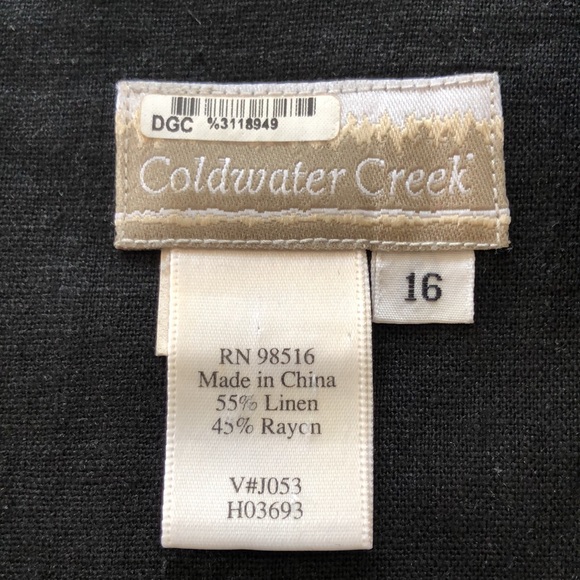 DGC %3118949
Coldwater Creek
16
RN 98516
Made in China
55% Linen
45% Rayon
V#J053
H03693